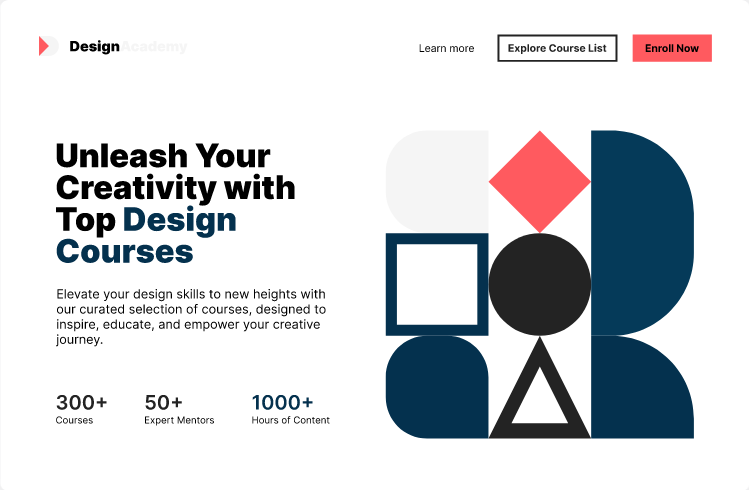 DesignAcademy
Learn more
Explore Course List
Enroll Now
Unleash Your
Creativity with
Top Design
Courses
Elevate your design skills to new heights with
our curated selection of courses, designed to
inspire, educate, and empower your creative
journey.
300+
Courses
50+
Expert Mentors
1000+
Hours of Content